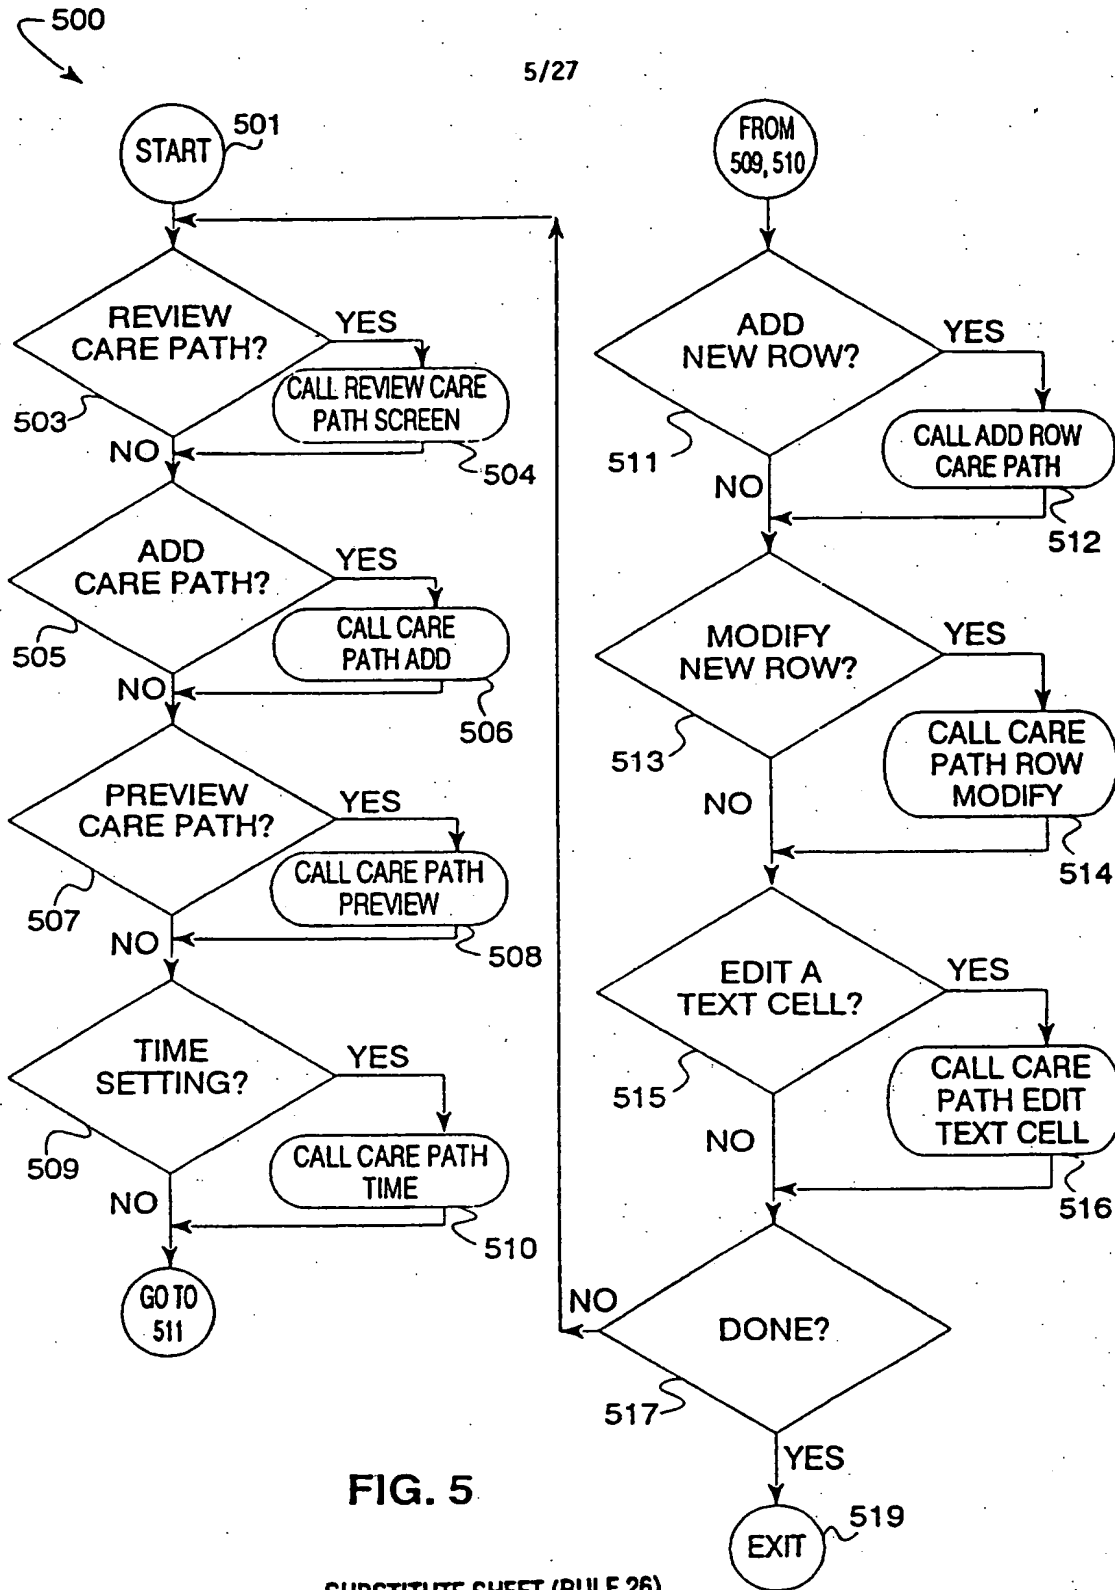 500
5/27
START
501
REVIEW
CARE PATH?
YES
503
CALL REVIEW CARE
PATH SCREEN
NO
504
ADD
CARE PATH?
YES
505
CALL CARE
PATH ADD
NO
506
PREVIEW
CARE PATH?
YES
507
CALL CARE PATH
PREVIEW
NO
508
TIME
SETTING?
YES
509
CALL CARE PATH
TIME
NO
510
GO TO
511
FROM
509, 510
ADD
NEW ROW?
YES
511
CALL ADD ROW
CARE PATH
NO
512
MODIFY
NEW ROW?
YES
513
CALL CARE
PATH ROW
MODIFY
NO
514
EDIT A
TEXT CELL?
YES
515
CALL CARE
PATH EDIT
TEXT CELL
NO
516
DONE?
NO
517
YES
EXIT
519
FIG. 5
SUBSTITUTE SHEET (RULE 26)